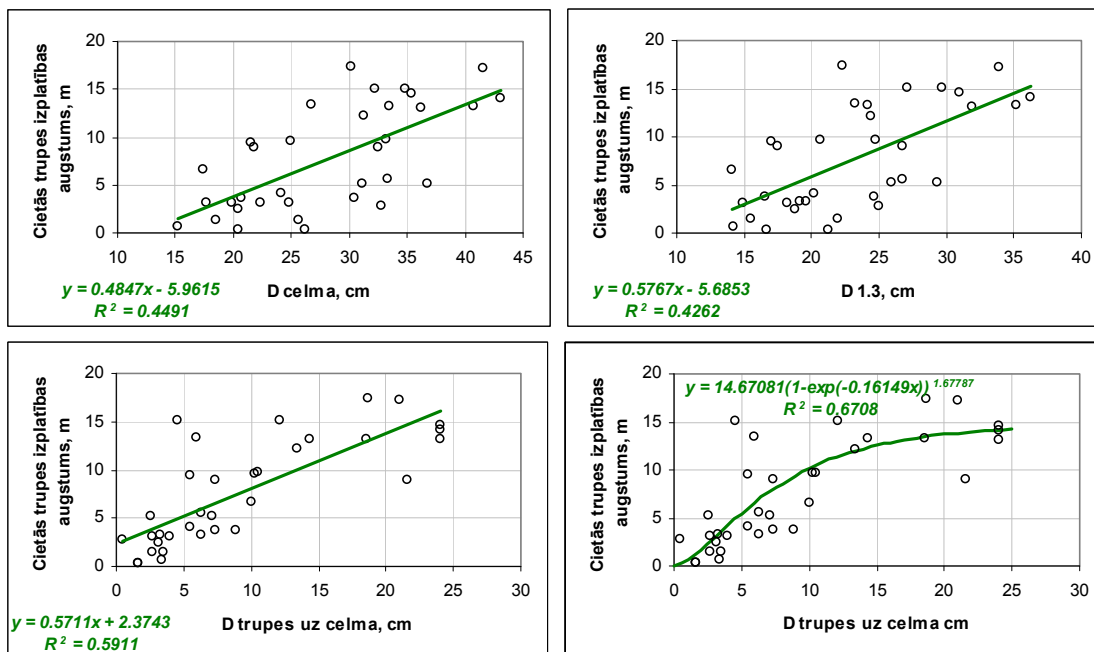 Cietās trupes izplatības
augstums, m
20
15
10
5
0
10 15 20 25 30 35 40 45
D celma, cm
y = 0.4847x - 5.9615
R² = 0.4491
Cietās trupes izplatības
augstums, m
20
15
10
5
0
10 15 20 25 30 35 40
D 1.3, cm
y = 0.5767x - 5.6853
R² = 0.4262
Cietās trupes izplatības
augstums, m
20
15
10
5
0
0 5 10 15 20 25 30
D trupes uz celma, cm
y = 0.5711x + 2.3743
R² = 0.5911
Cietās trupes izplatības
augstums, m
y = 14.67081(1-exp(-0.16149x))^1.67787
R² = 0.6708
20
15
10
5
0
0 5 10 15 20 25 30
D trupes uz celma cm